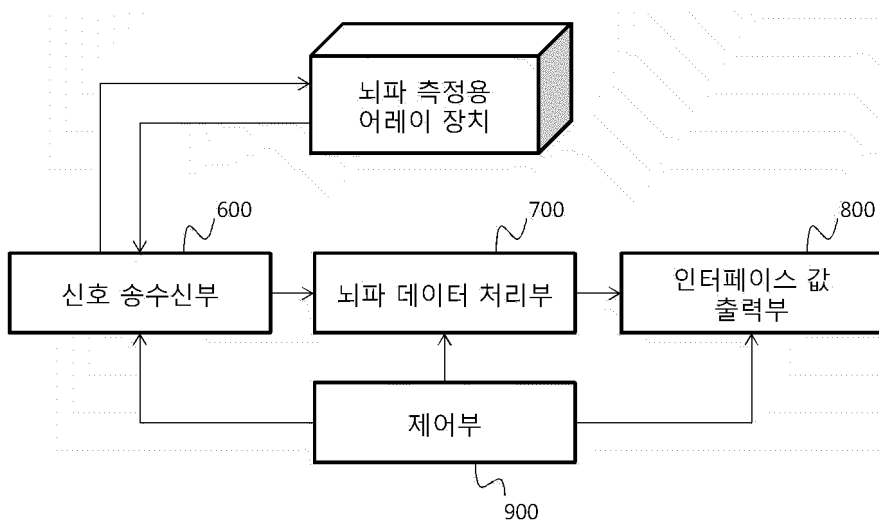 뇌파 측정용
어레이 장치
600
700
800
신호 송수신부
뇌파 데이터 처리부
인터페이스 값
출력부
제어부
900